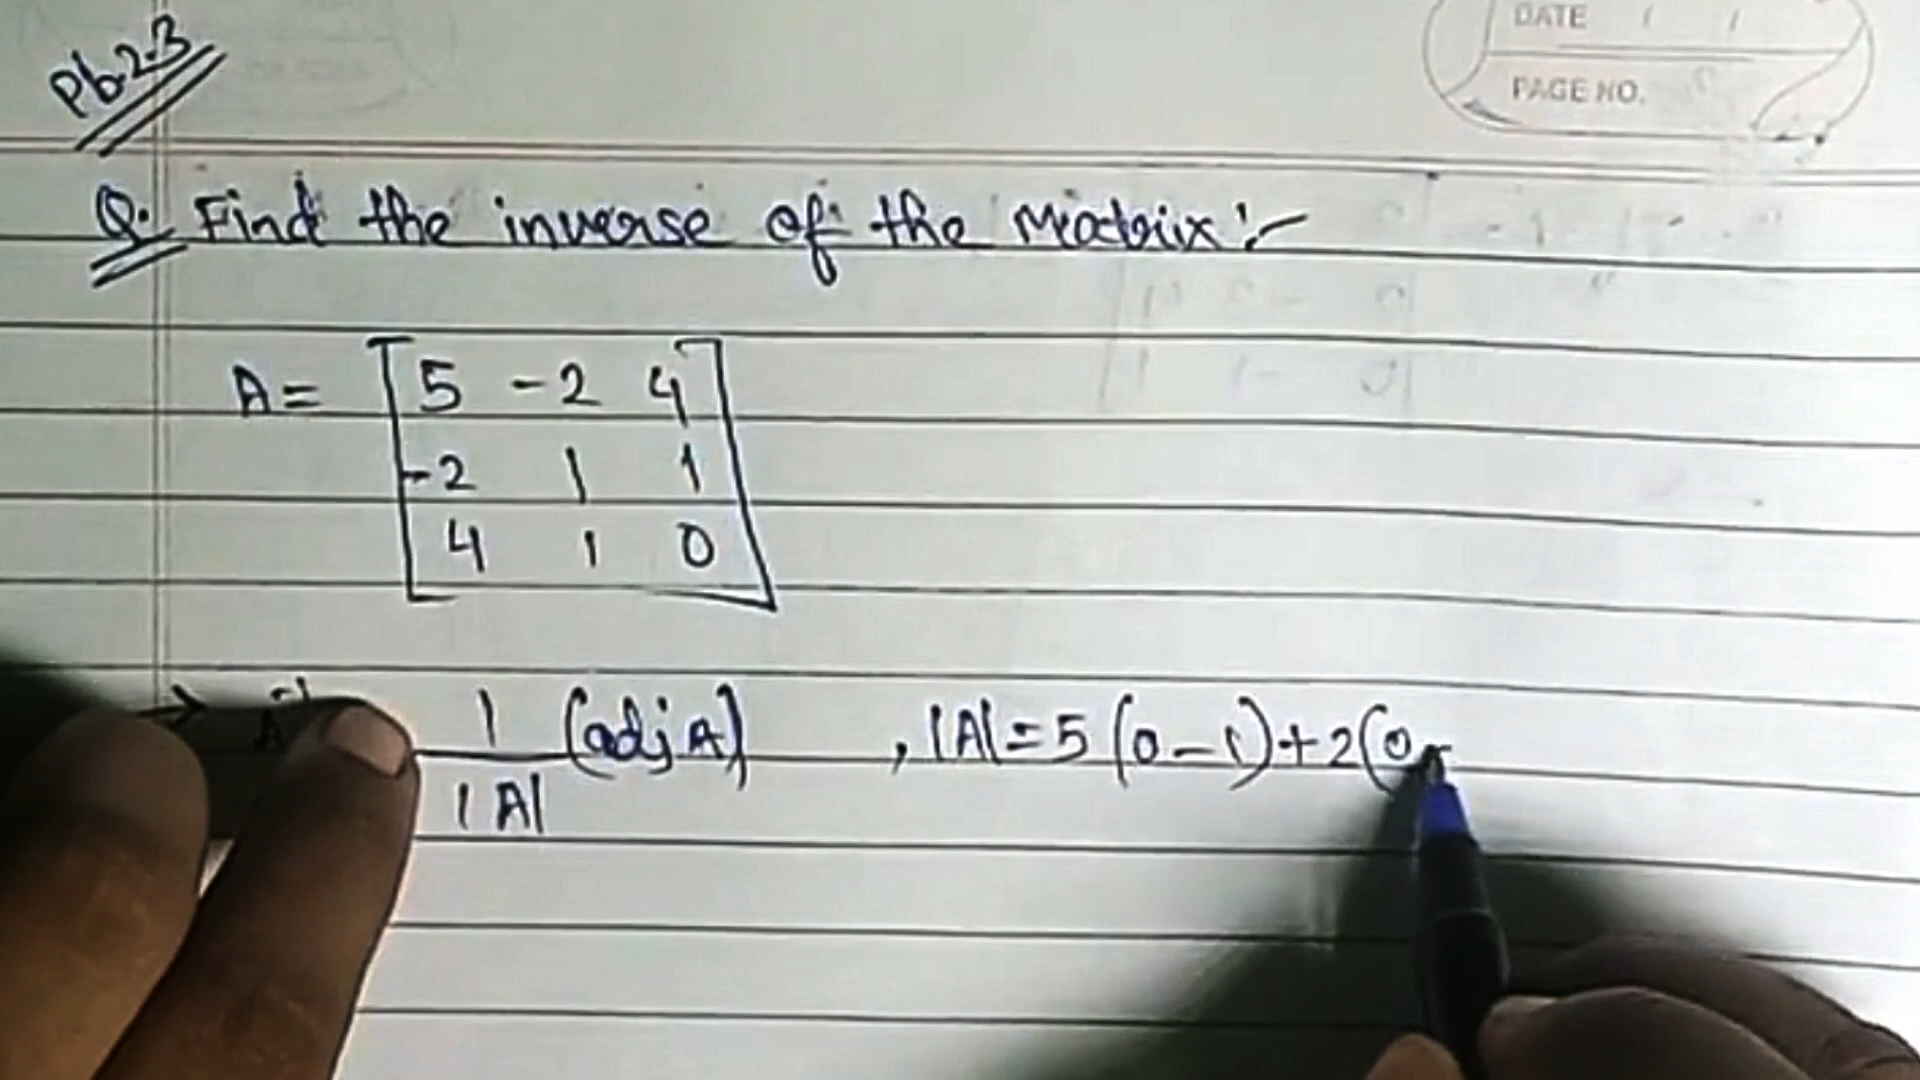 Pb.2.3
DATE / /
PAGE NO.
Q. Find the inverse of the Matrix:-
A = [5 -2 4
-2 1 1
4 1 0]
→ A⁻¹ 1/|A| (adj A) , |A| = 5 (0 - 1) + 2 (0 -